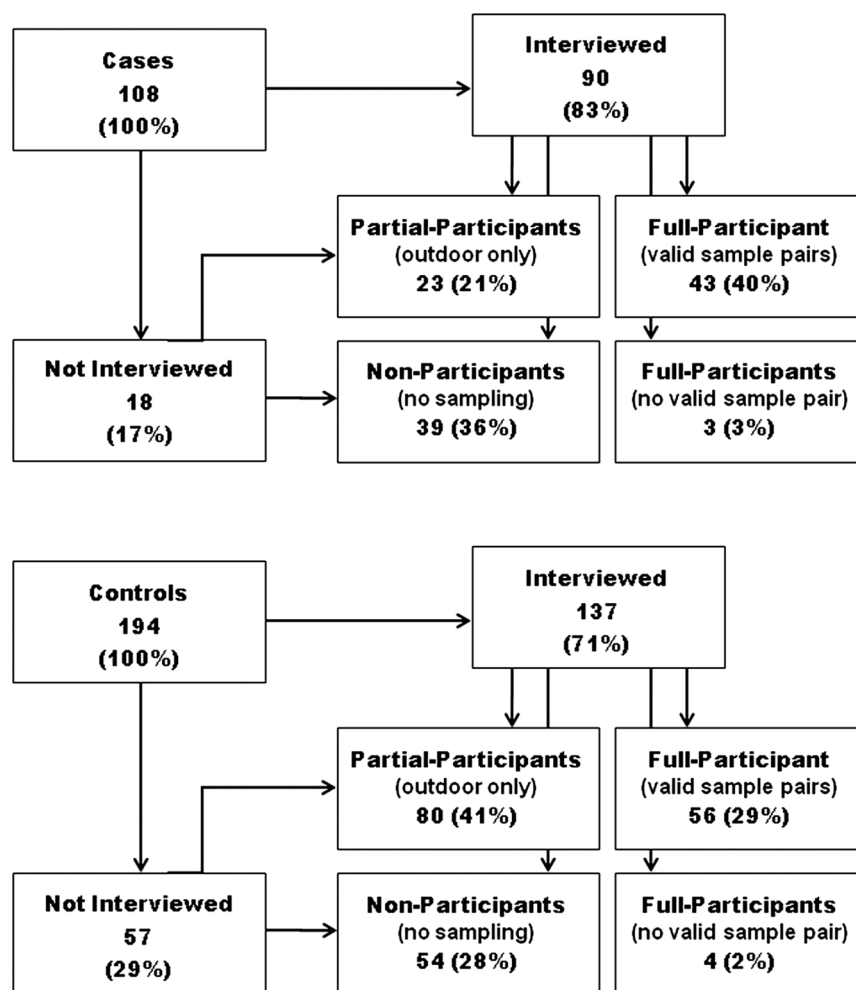 Cases
108
(100%)
Interviewed
90
(83%)
Partial-Participants
(outdoor only)
23 (21%)
Full-Participant
(valid sample pairs)
43 (40%)
Not Interviewed
18
(17%)
Non-Participants
(no sampling)
39 (36%)
Full-Participants
(no valid sample pair)
3 (3%)
Controls
194
(100%)
Interviewed
137
(71%)
Partial-Participants
(outdoor only)
80 (41%)
Full-Participant
(valid sample pairs)
56 (29%)
Not Interviewed
57
(29%)
Non-Participants
(no sampling)
54 (28%)
Full-Participants
(no valid sample pair)
4 (2%)